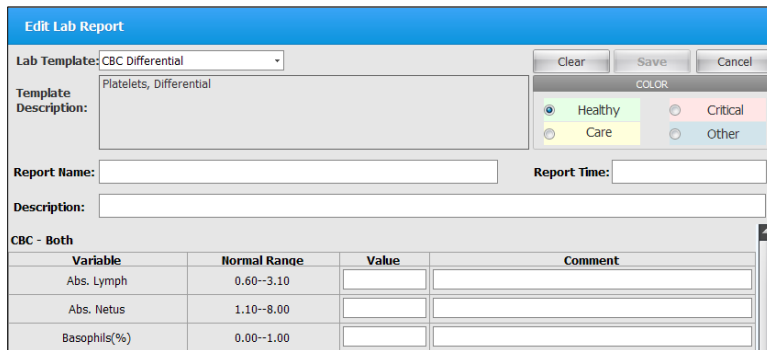 Edit Lab Report
Lab Template: CBC Differential
Clear Save Cancel
Template Description: Platelets, Differential
COLOR
Healthy Critical
Care Other
Report Name: Report Time:
Description:
CBC - Both
Variable Normal Range Value Comment
Abs. Lymph 0.60--3.10
Abs. Netus 1.10--8.00
Basophils(%) 0.00--1.00